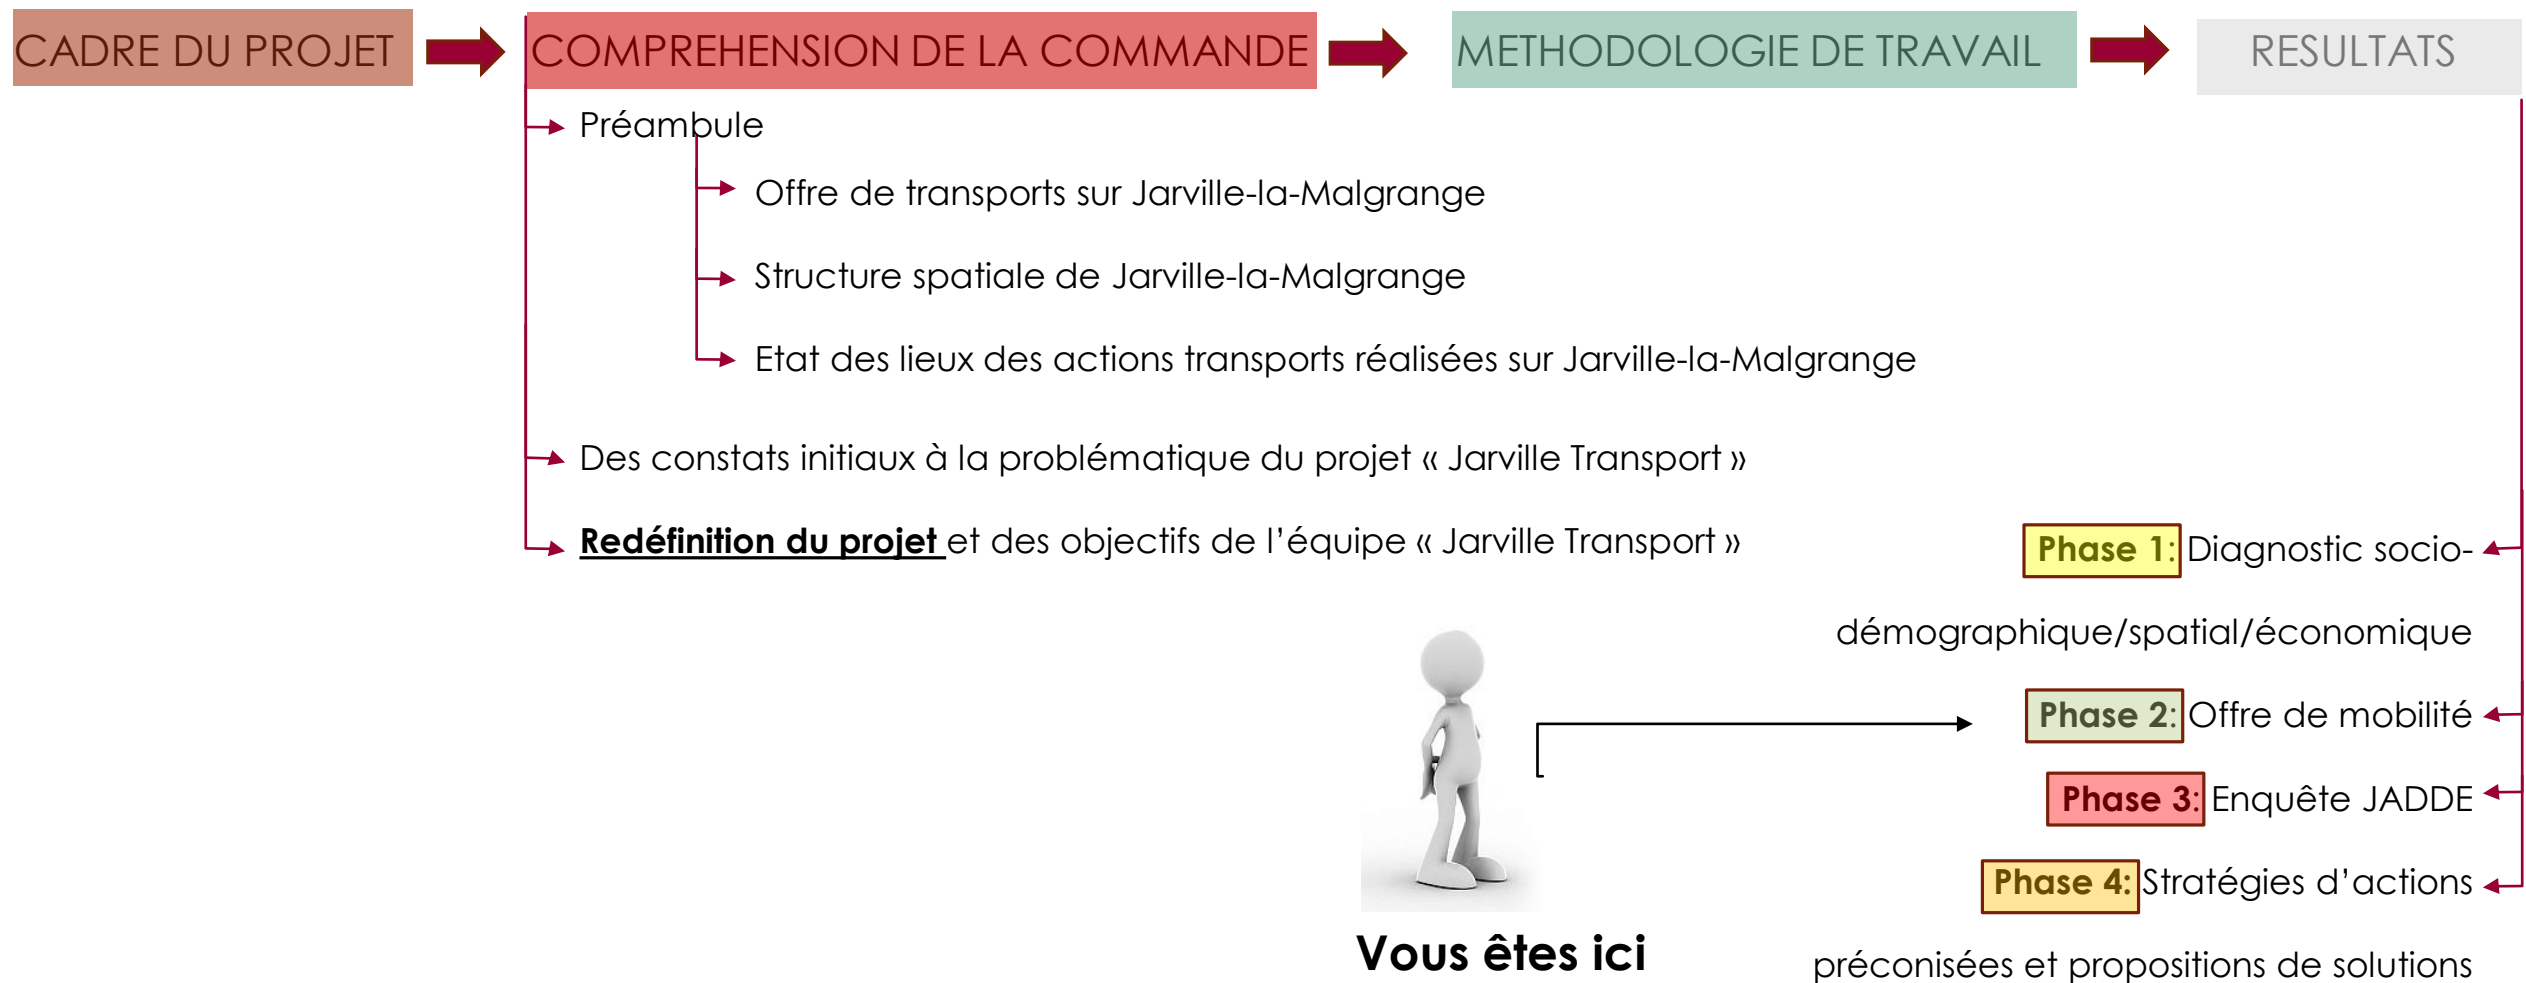 CADRE DU PROJET
COMPREHENSION DE LA COMMANDE
METHODOLOGIE DE TRAVAIL
RESULTATS
Préambule
Offre de transports sur Jarville-la-Malgrange
Structure spatiale de Jarville-la-Malgrange
Etat des lieux des actions transports réalisées sur Jarville-la-Malgrange
Des constats initiaux à la problématique du projet « Jarville Transport »
Redéfinition du projet et des objectifs de l’équipe « Jarville Transport »
Phase 1: Diagnostic socio-
démographique/spatial/économique
Phase 2: Offre de mobilité
Phase 3: Enquête JADDE
Phase 4: Stratégies d’actions
préconisées et propositions de solutions
Vous êtes ici